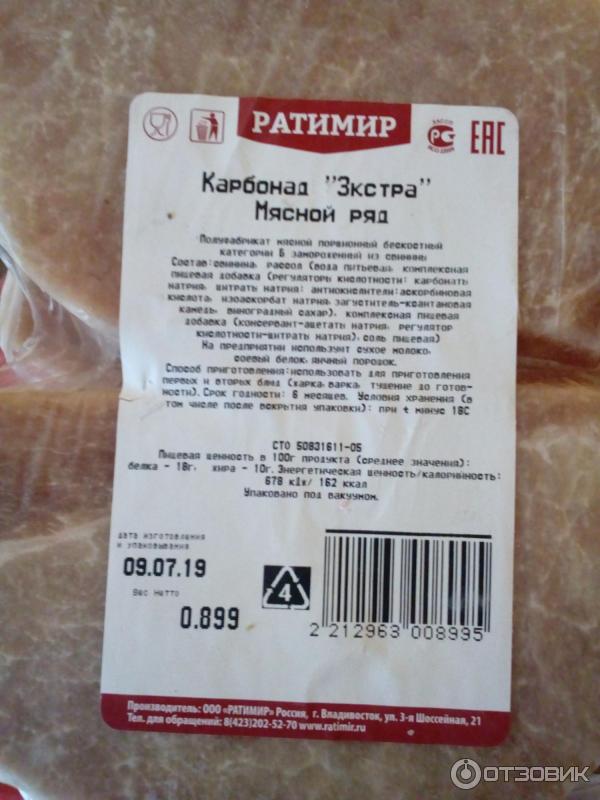 РАТИМИР
РОССТ
РСТ
ИСО 22000
ЕАС
Карбонад "Экстра"
Мясной ряд
Полуфабрикат мясной порционный бескостный
категории Б замороженный из свинины
Состав:свинина, рассол (вода питьевая, комплексная
пищевая добавка (регуляторы кислотности: карбонаты
натрия, цитраты натрия; антиокислители:аскорбиновая
кислота, изоаскорбат натрия,загуститель-ксантановая
камедь, виноградный сахар), комплексная пищевая
добавка (консервант-ацетаты натрия, регулятор
кислотности-цитраты натрия),соль пищевая)
На предприятии используют сухое молоко,
соевый белок, яичный порошок.
Способ приготовления:использовать для приготовления
первых и вторых блюд (жарка, варка, тушение до готов-
ности).Срок годности: 6 месяцев. Условия хранения (в
том числе после вскрытия упаковки): при t минус 18С
СТО 50831611-05
Пищевая ценность в 100г продукта (среднее значения):
белка - 18г, жира - 10г.Энергетическая ценность/калорийность:
678 кДж/ 162 ккал
Упаковано под вакуумом.
дата изготовления
и упаковывания
09.07.19
Вес нетто
0.899
4
2 212963 008995
Производитель: ООО «РАТИМИР» Россия, г. Владивосток, ул. 3-я Шоссейная, 21
Тел. для обращений: 8(423)202-52-70 www.ratimir.ru
ОТЗОВИК